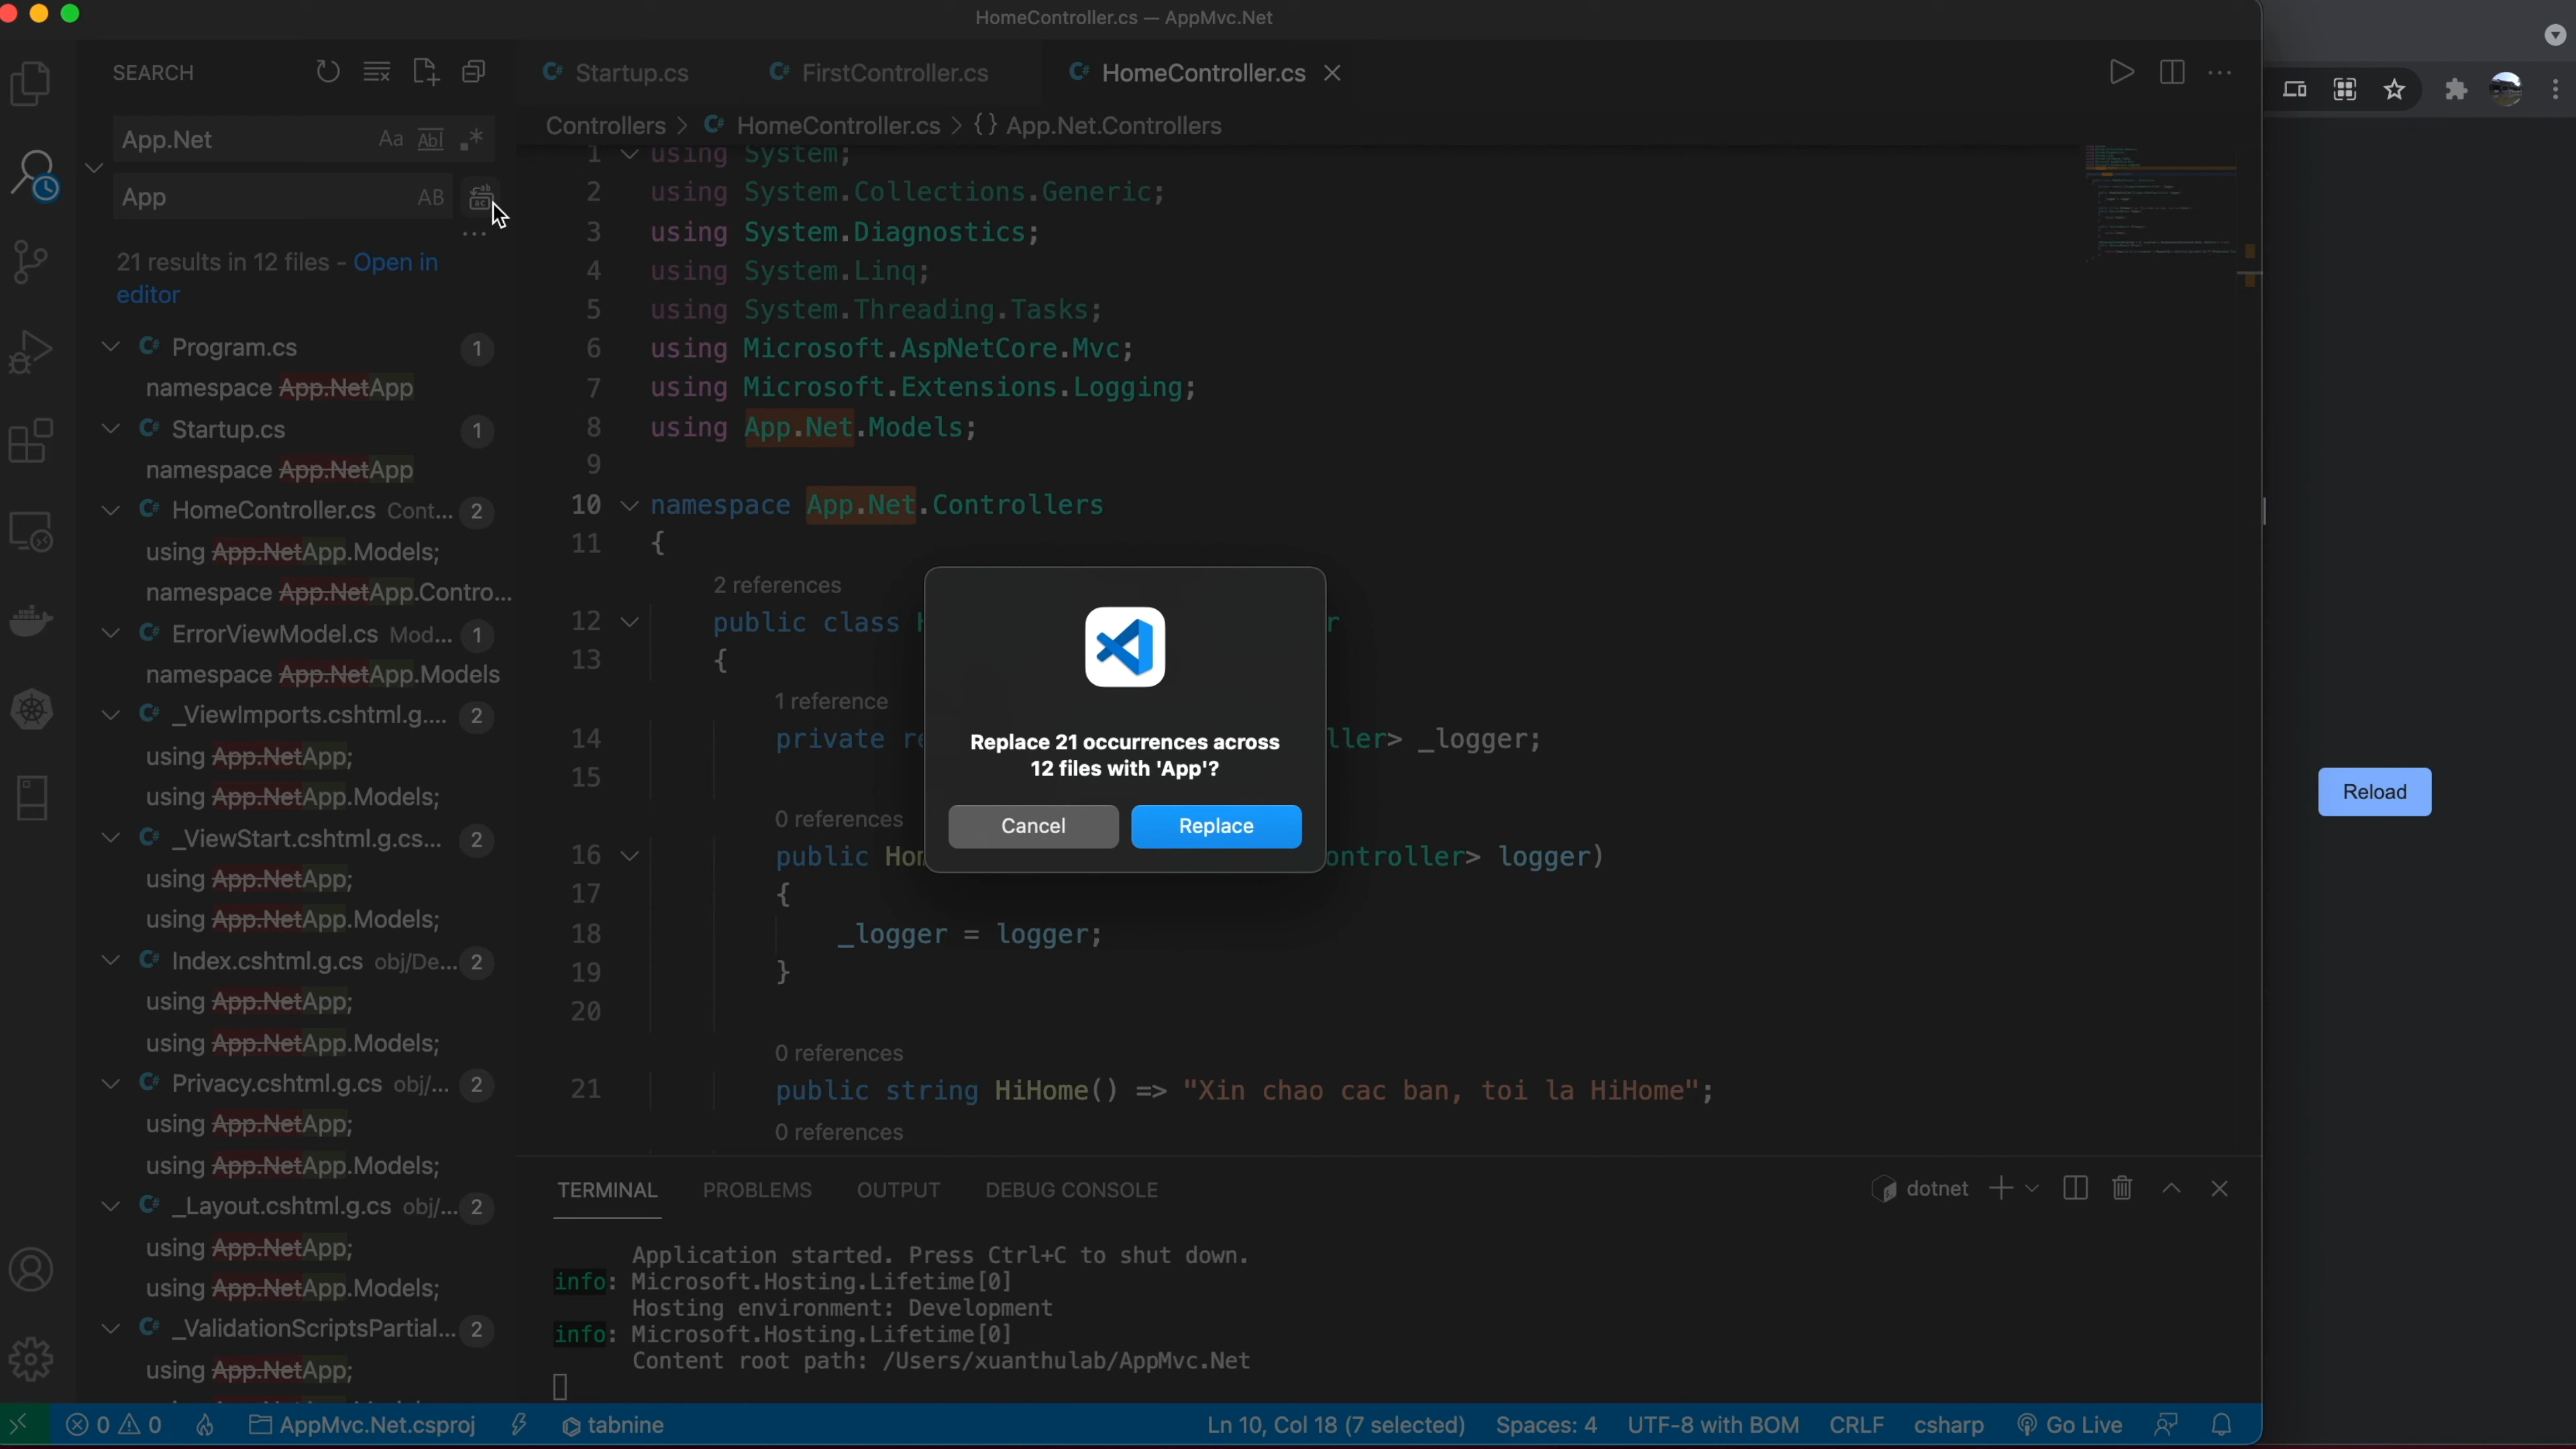 HomeController.cs — AppMvc.Net
SEARCH
App.Net
Aa Abl .*
App
AB
21 results in 12 files - Open in
editor
Program.cs 1
namespace App.NetApp
Startup.cs 1
namespace App.NetApp
HomeController.cs Cont... 2
using App.NetApp.Models;
namespace App.NetApp.Contro...
ErrorViewModel.cs Mod... 1
namespace App.NetApp.Models
_ViewImports.cshtml.g.... 2
using App.NetApp;
using App.NetApp.Models;
_ViewStart.cshtml.g.cs... 2
using App.NetApp;
using App.NetApp.Models;
Index.cshtml.g.cs obj/De... 2
using App.NetApp;
using App.NetApp.Models;
Privacy.cshtml.g.cs obj/... 2
using App.NetApp;
using App.NetApp.Models;
_Layout.cshtml.g.cs obj/... 2
using App.NetApp;
using App.NetApp.Models;
_ValidationScriptsPartial... 2
using App.NetApp;
Startup.cs FirstController.cs HomeController.cs
Controllers > HomeController.cs > {} App.Net.Controllers
1 using System;
2 using System.Collections.Generic;
3 using System.Diagnostics;
4 using System.Linq;
5 using System.Threading.Tasks;
6 using Microsoft.AspNetCore.Mvc;
7 using Microsoft.Extensions.Logging;
8 using App.Net.Models;
9
10 namespace App.Net.Controllers
11 {
2 references
12 public class H r
13 {
1 reference
14 private re ller> _logger;
15
0 references
16 public Hom ontroller> logger)
17 {
18 _logger = logger;
19 }
20
0 references
21 public string HiHome() => "Xin chao cac ban, toi la HiHome";
0 references
Replace 21 occurrences across
12 files with 'App'?
Cancel Replace
Reload
TERMINAL PROBLEMS OUTPUT DEBUG CONSOLE
dotnet
Application started. Press Ctrl+C to shut down.
info: Microsoft.Hosting.Lifetime[0]
Hosting environment: Development
info: Microsoft.Hosting.Lifetime[0]
Content root path: /Users/xuanthulab/AppMvc.Net
0 0 AppMvc.Net.csproj tabnine Ln 10, Col 18 (7 selected) Spaces: 4 UTF-8 with BOM CRLF csharp Go Live